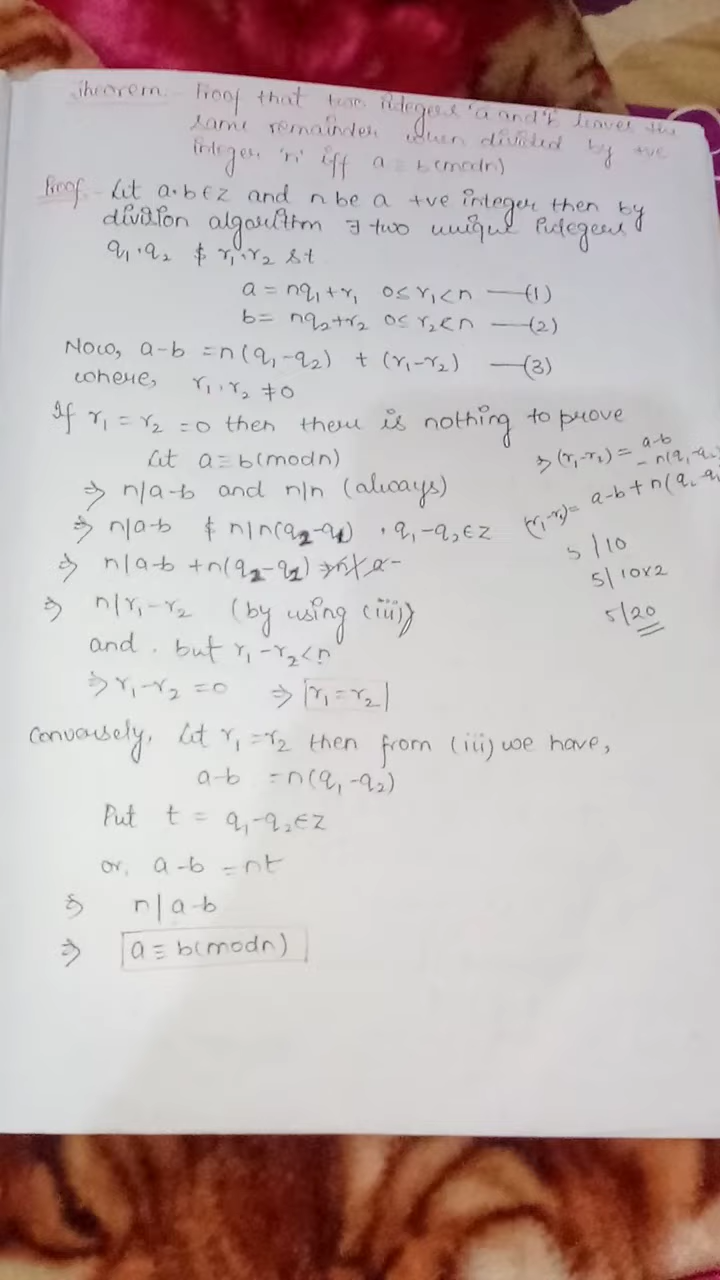 Theorem - Proof that two integers 'a and 'b' leaves the
same remainder when divided by +ve
integer 'n' iff a ≡ b(modn)
Proof - Let a.b∈Z and n be a +ve integer then by
division algorithm ∃ two unique integers
q₁.q₂ & r₁.r₂ st
a = nq₁+r₁ 0≤r₁<n —(1)
b = nq₂+r₂ 0≤r₂<n —(2)
Now, a-b = n(q₁-q₂) + (r₁-r₂) —(3)
where, r₁.r₂ ≠0
If r₁ = r₂ =0 then there is nothing to prove
Let a≡b(modn)
⇒ n/a-b and n/n (always)
⇒ n/a-b & n/n(q₂-q₁) . q₁-q₂∈Z
⇒ n/a-b +n(q₂-q₁)
⇒ n/r₁-r₂ (by using (iii))
and. but r₁-r₂<n
⇒ r₁-r₂ =0 ⇒ |r₁=r₂|
Conversely, Let r₁=r₂ then from (iii) we have,
a-b =n(q₁-q₂)
Put t = q₁-q₂∈Z
or, a-b =nt
⇒ n|a-b
⇒ a≡b(modn)
⇒(r₁-r₂)= a-b
-n(q₁-q₂
(r₁-r₂)= a-b+n(q₂-q₁
5/10
5/10x2
5/20